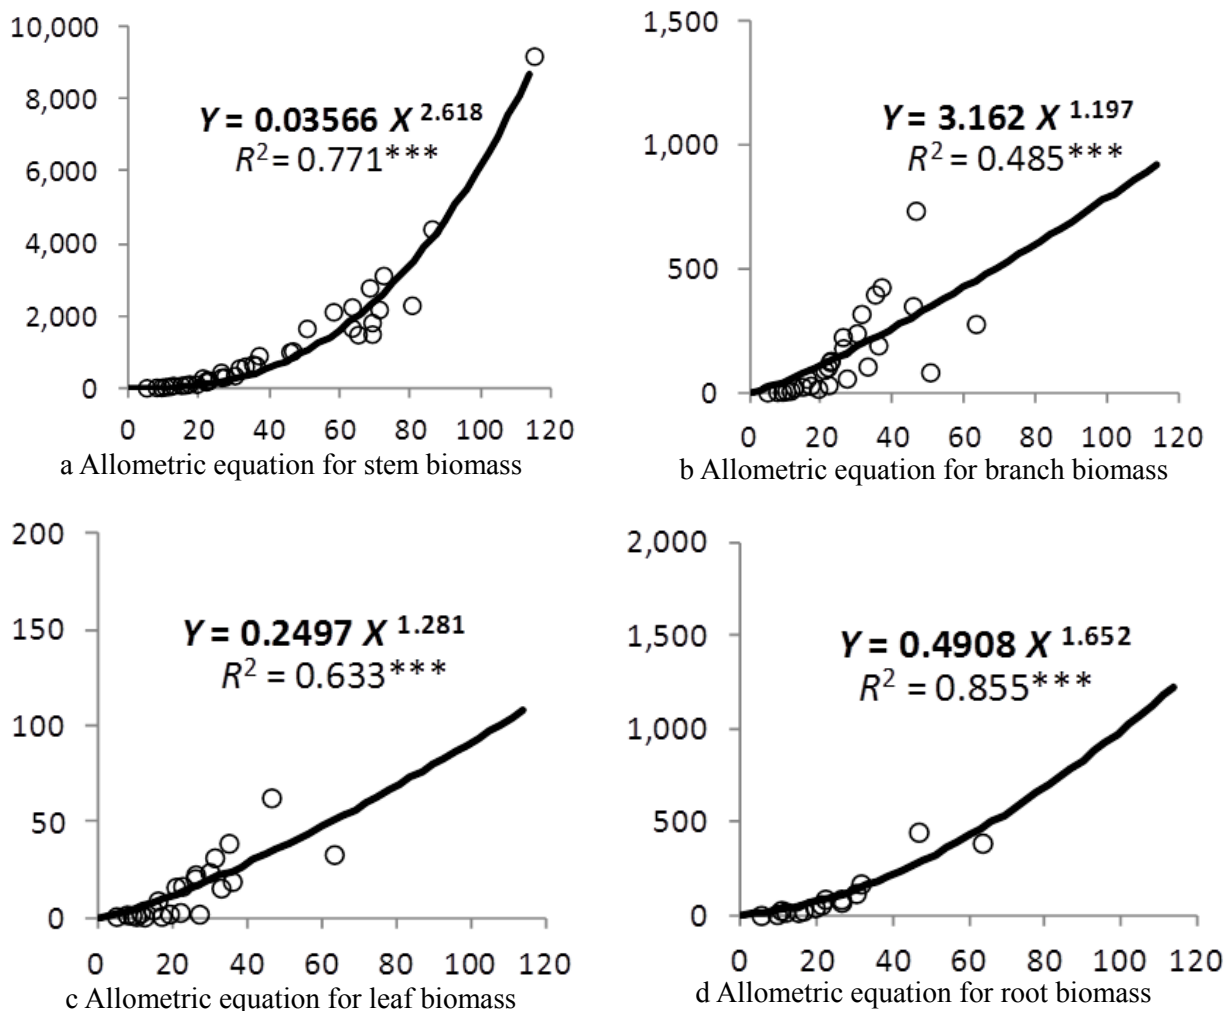 10,000
8,000
6,000
4,000
2,000
0
0 20 40 60 80 100 120
Y = 0.03566 X 2.618
R2 = 0.771***
a Allometric equation for stem biomass
1,500
1,000
500
0
0 20 40 60 80 100 120
Y = 3.162 X 1.197
R2 = 0.485***
b Allometric equation for branch biomass
200
150
100
50
0
0 20 40 60 80 100 120
Y = 0.2497 X 1.281
R2 = 0.633***
c Allometric equation for leaf biomass
2,000
1,500
1,000
500
0
0 20 40 60 80 100 120
Y = 0.4908 X 1.652
R2 = 0.855***
d Allometric equation for root biomass